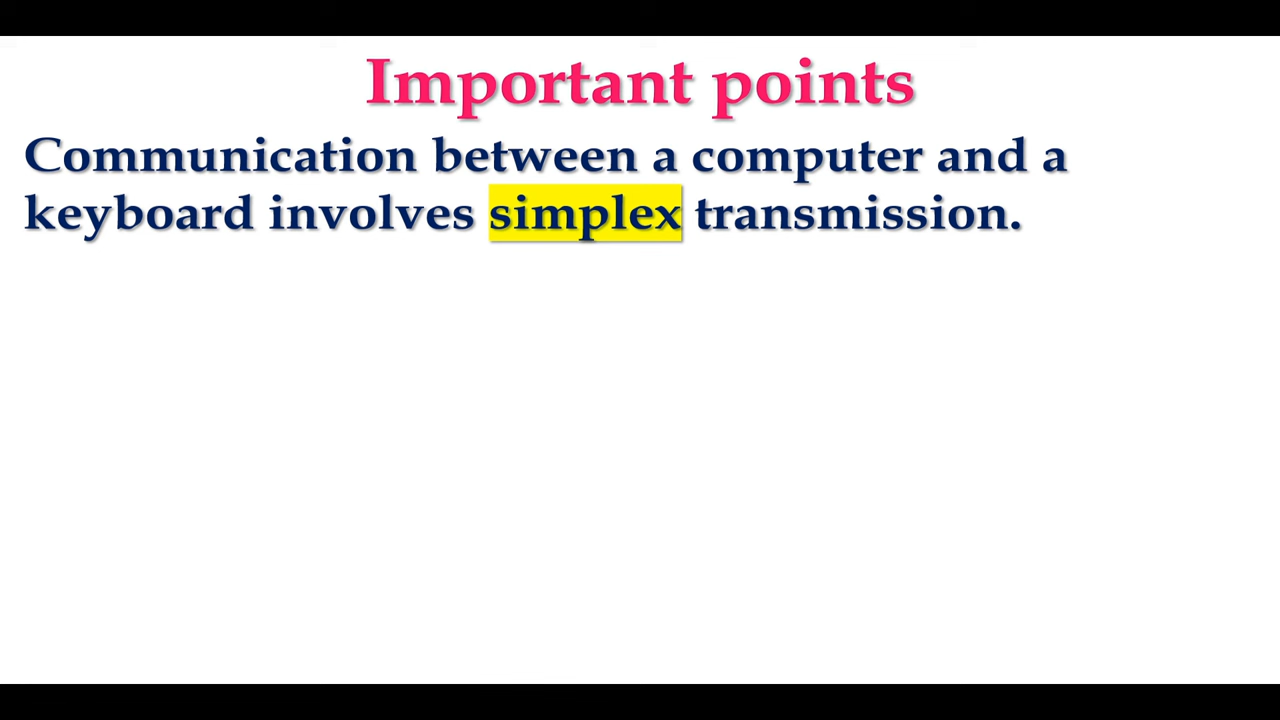 Important points
Communication between a computer and a
keyboard involves simplex transmission.